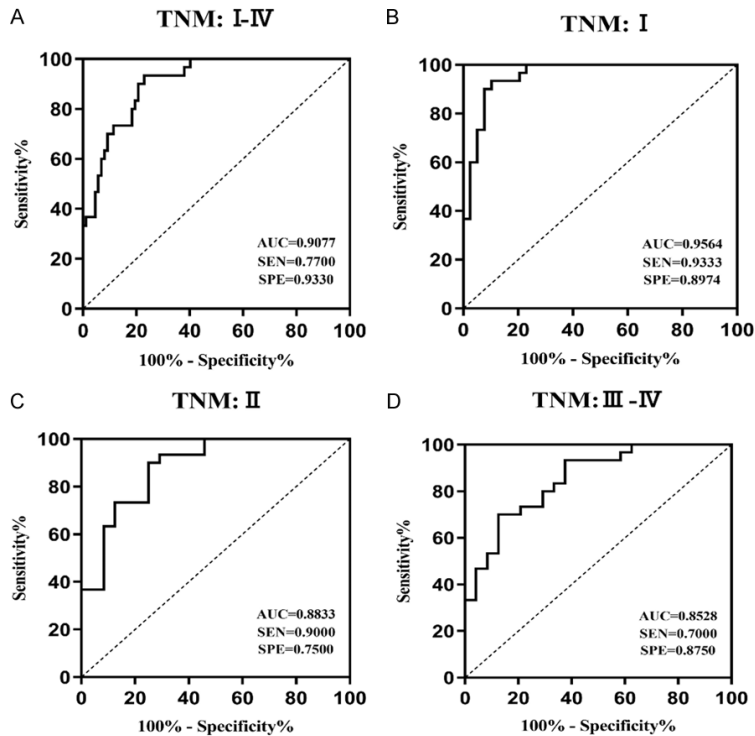 A
TNM: Ⅰ-Ⅳ
100
80
60
40
20
0
Sensitivity%
AUC=0.9077
SEN=0.7700
SPE=0.9330
0 20 40 60 80 100
100% - Specificity%
B
TNM: Ⅰ
100
80
60
40
20
0
Sensitivity%
AUC=0.9564
SEN=0.9333
SPE=0.8974
0 20 40 60 80 100
100% - Specificity%
C
TNM: Ⅱ
100
80
60
40
20
0
Sensitivity%
AUC=0.8833
SEN=0.9000
SPE=0.7500
0 20 40 60 80 100
100% - Specificity%
D
TNM: Ⅲ -Ⅳ
100
80
60
40
20
0
Sensitivity%
AUC=0.8528
SEN=0.7000
SPE=0.8750
0 20 40 60 80 100
100% - Specificity%